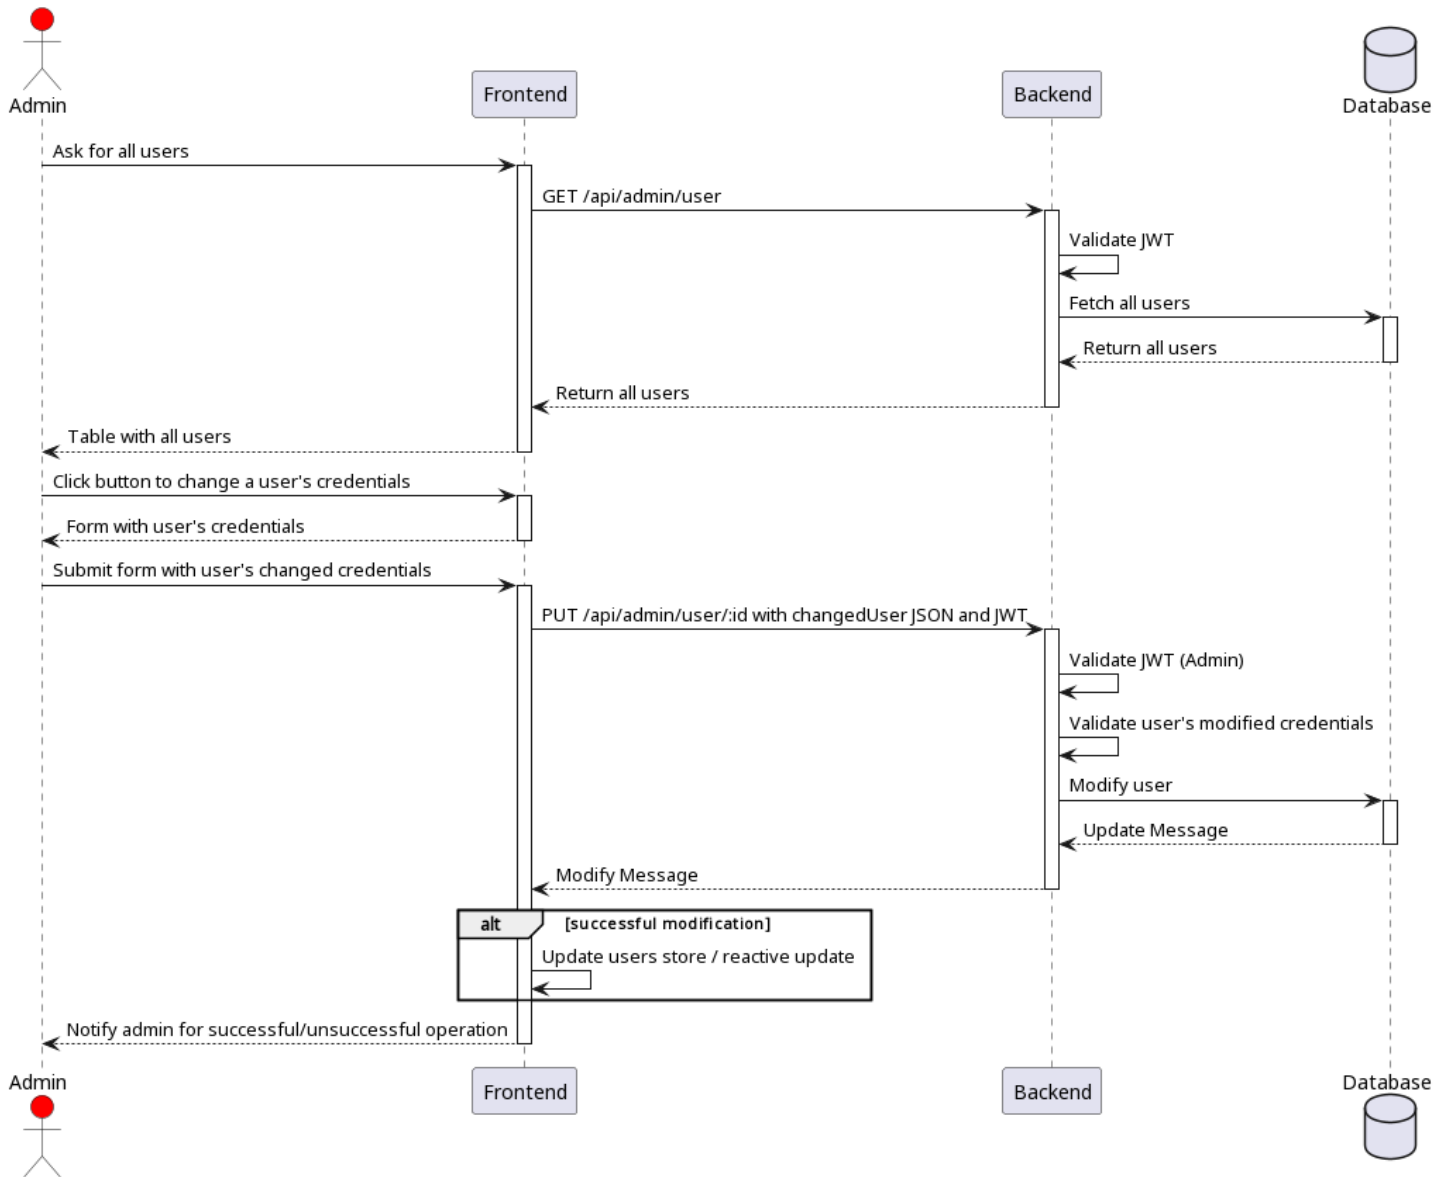 Admin
Frontend
Backend
Database
Ask for all users
GET /api/admin/user
Validate JWT
Fetch all users
Return all users
Return all users
Table with all users
Click button to change a user's credentials
Form with user's credentials
Submit form with user's changed credentials
PUT /api/admin/user/:id with changedUser JSON and JWT
Validate JWT (Admin)
Validate user's modified credentials
Modify user
Update Message
Modify Message
alt
[successful modification]
Update users store / reactive update
Notify admin for successful/unsuccessful operation
Admin
Frontend
Backend
Database